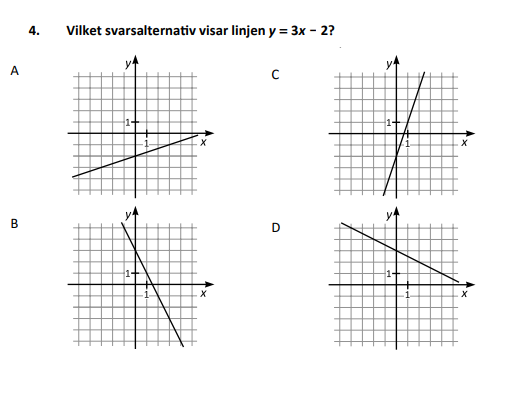 4. Vilket svarsalternativ visar linjen y = 3x − 2?
A
y
1
1
x
C
y
1
1
x
B
y
1
1
x
D
y
1
1
x